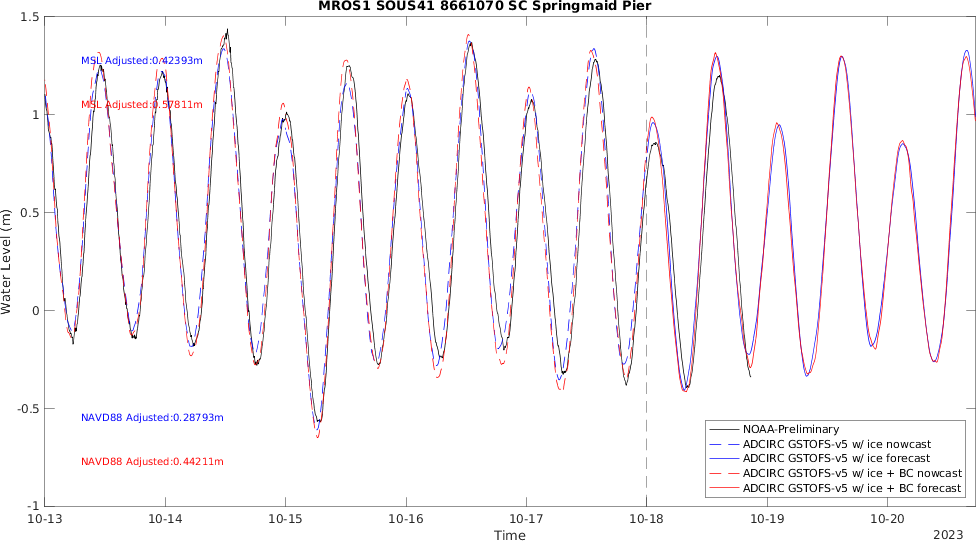 MROS1 SOUS41 8661070 SC Springmaid Pier
1.5
1
0.5
0
-0.5
-1
Water Level (m)
MSL Adjusted:0.42393m
MSL Adjusted:0.57811m
NAVD88 Adjusted:0.28793m
NAVD88 Adjusted:0.44211m
NOAA-Preliminary
ADCIRC GSTOFS-v5 w/ ice nowcast
ADCIRC GSTOFS-v5 w/ ice forecast
ADCIRC GSTOFS-v5 w/ ice + BC nowcast
ADCIRC GSTOFS-v5 w/ ice + BC forecast
10-13 10-14 10-15 10-16 10-17 10-18 10-19 10-20
Time
2023